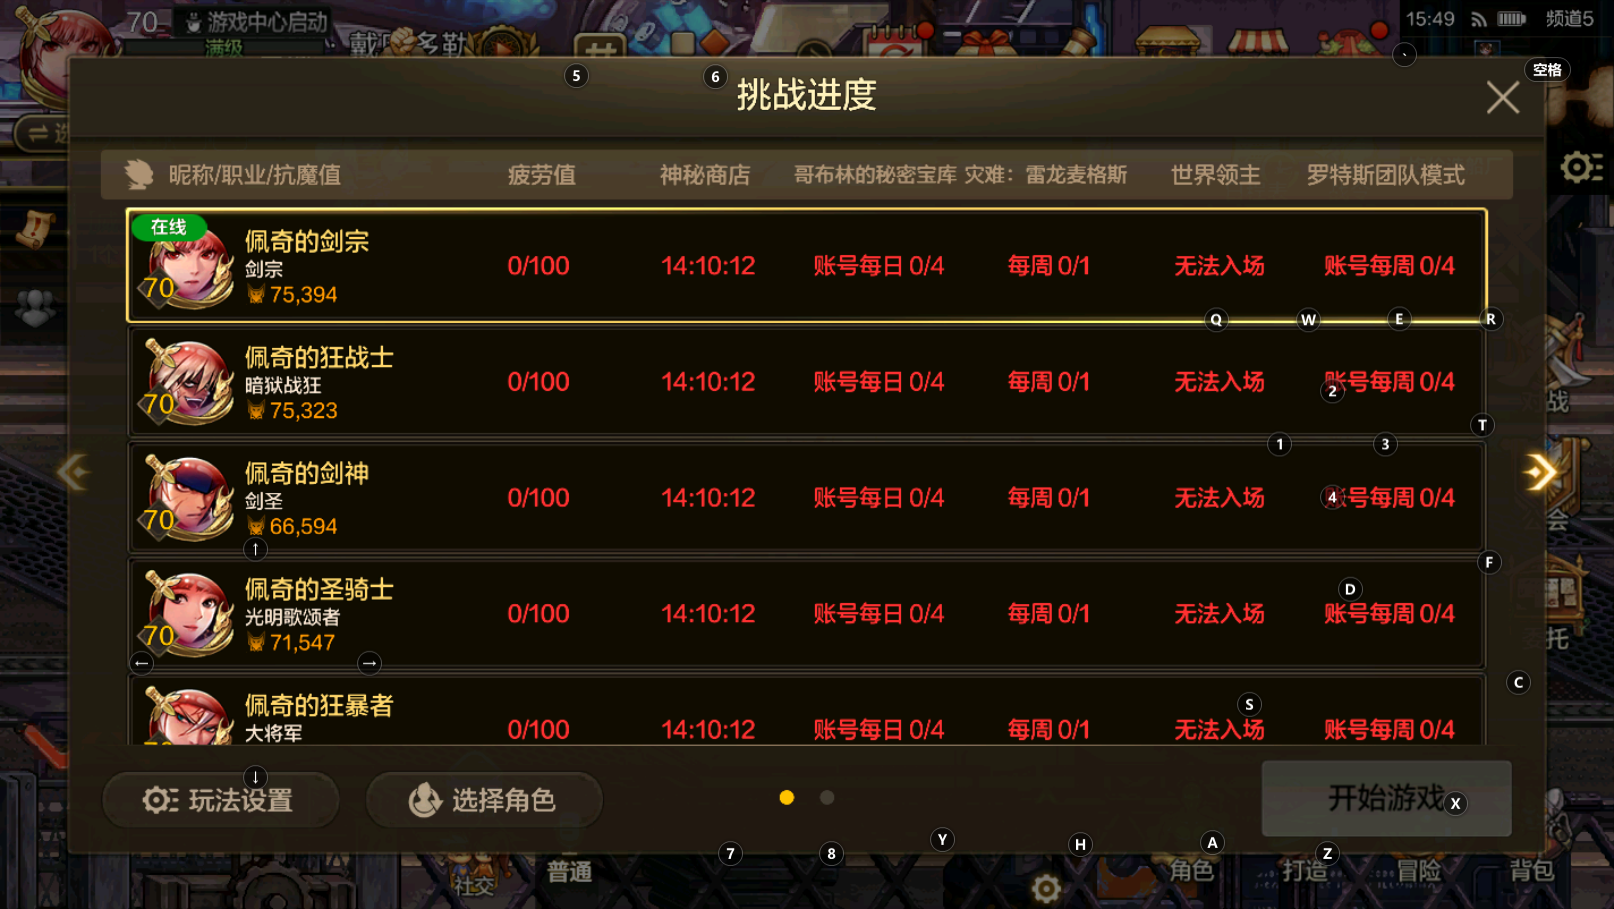 70 游戏中心启动
满级
15:49 频道5
5 6 空格
挑战进度
昵称/职业/抗魔值 疲劳值 神秘商店 哥布林的秘密宝库 灾难：雷龙麦格斯 世界领主 罗特斯团队模式
在线
佩奇的剑宗
剑宗
70 75,394
0/100 14:10:12 账号每日 0/4 每周 0/1 无法入场 账号每周 0/4
Q W E R
佩奇的狂战士
暗狱战狂
70 75,323
0/100 14:10:12 账号每日 0/4 每周 0/1 无法入场 账号每周 0/4
2
T
1 3
佩奇的剑神
剑圣
70 66,594
0/100 14:10:12 账号每日 0/4 每周 0/1 无法入场 账号每周 0/4
4
↑
F
D
佩奇的圣骑士
光明歌颂者
70 71,547
0/100 14:10:12 账号每日 0/4 每周 0/1 无法入场 账号每周 0/4
← →
C
S
佩奇的狂暴者
大将军
0/100 14:10:12 账号每日 0/4 每周 0/1 无法入场 账号每周 0/4
↓
玩法设置 选择角色 开始游戏 X
7 8 Y H A Z
社交 普通 角色 打造 冒险 背包